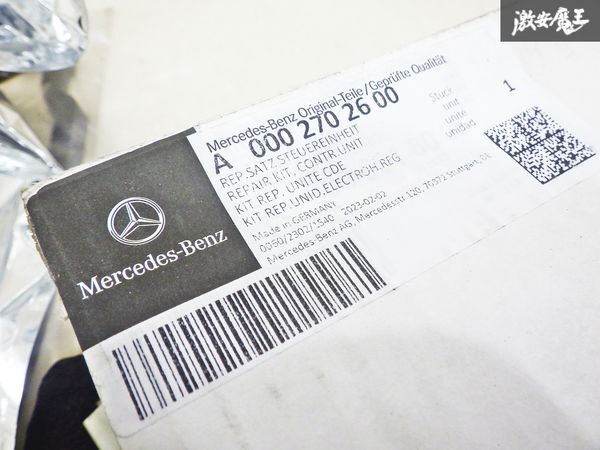 激安魔王
Mercedes-Benz Original-Teile/Geprüfte Qualität
A 000 270 26 00
REP.SATZ,STEUEREINHEIT
REPAIR. KIT, CONTR.UNIT
KIT REP. UNITE CDE
KIT REP.UNID.ELECTROH.REG
Made in GERMANY
0060/2302/1540 2023-02-02
Mercedes-Benz AG, Mercedesstr.120, 70372 Stuttgart, DE
Stück
unit
unité
unidad
1
Mercedes-Benz